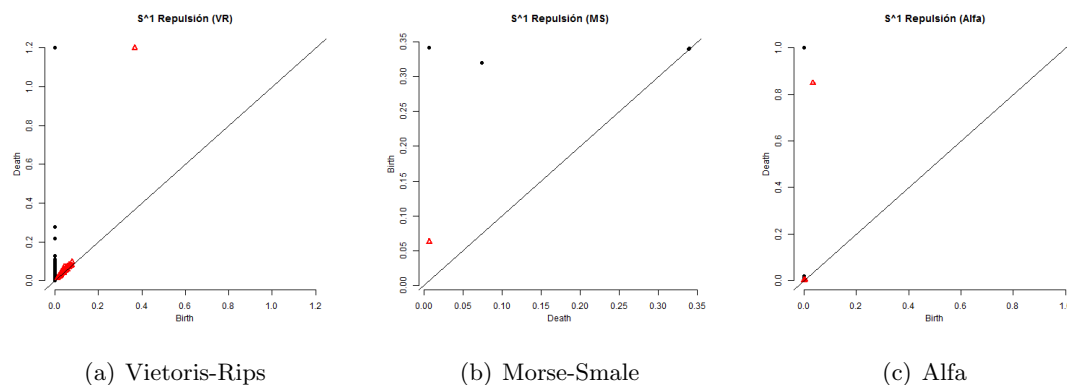 S^1 Repulsión (VR)
Death
0.0 0.2 0.4 0.6 0.8 1.0 1.2
0.0 0.2 0.4 0.6 0.8 1.0 1.2
Birth
(a) Vietoris-Rips
S^1 Repulsión (MS)
Birth
0.00 0.05 0.10 0.15 0.20 0.25 0.30 0.35
0.00 0.05 0.10 0.15 0.20 0.25 0.30 0.35
Death
(b) Morse-Smale
S^1 Repulsión (Alfa)
Death
0.0 0.2 0.4 0.6 0.8 1.0
0.0 0.2 0.4 0.6 0.8 1.0
Birth
(c) Alfa